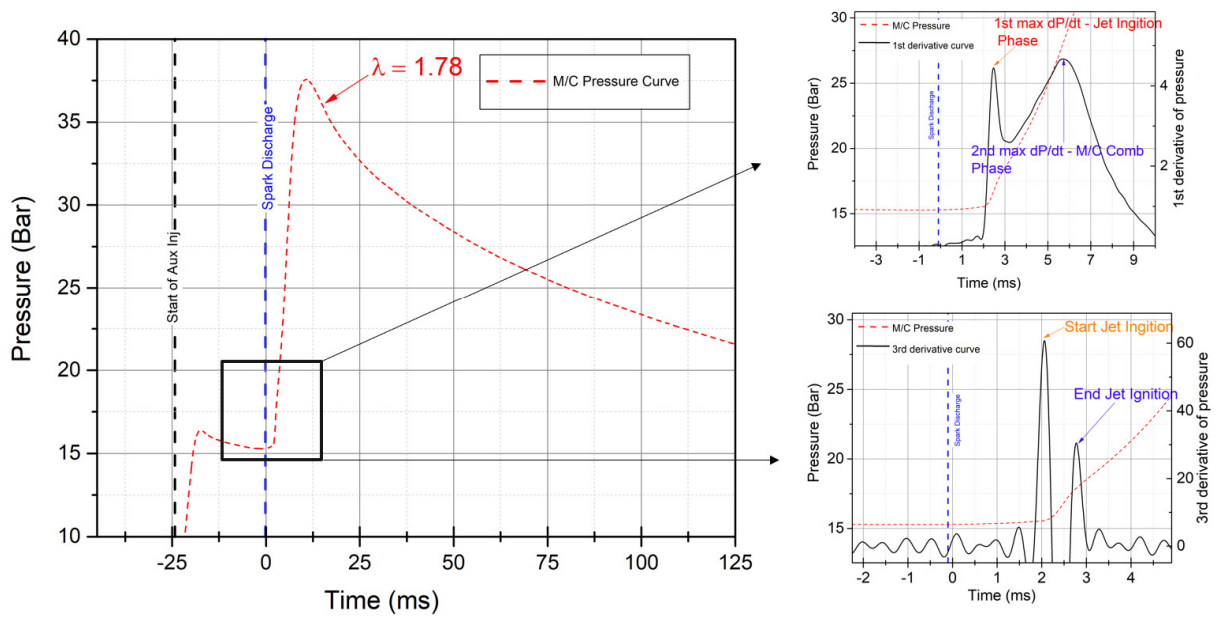 40
35
30
25
20
15
10
-25
0
25
50
75
100
125
Pressure (Bar)
Time (ms)
Start of Aux Inj
Spark Discharge
λ = 1.78
M/C Pressure Curve
30
25
20
15
Pressure (Bar)
M/C Pressure
1st derivative curve
1st max dP/dt - Jet Ingition
Phase
Spark Discharge
2nd max dP/dt - M/C Comb
Phase
4
2
1st derivative of pressure
-3
-1
1
3
5
7
9
Time (ms)
30
25
20
15
Pressure (Bar)
M/C Pressure
3rd derivative curve
Start Jet Ingition
End Jet Ignition
Spark Discharge
60
40
20
0
3rd derivative of pressure
-2
-1
0
1
2
3
4
Time (ms)